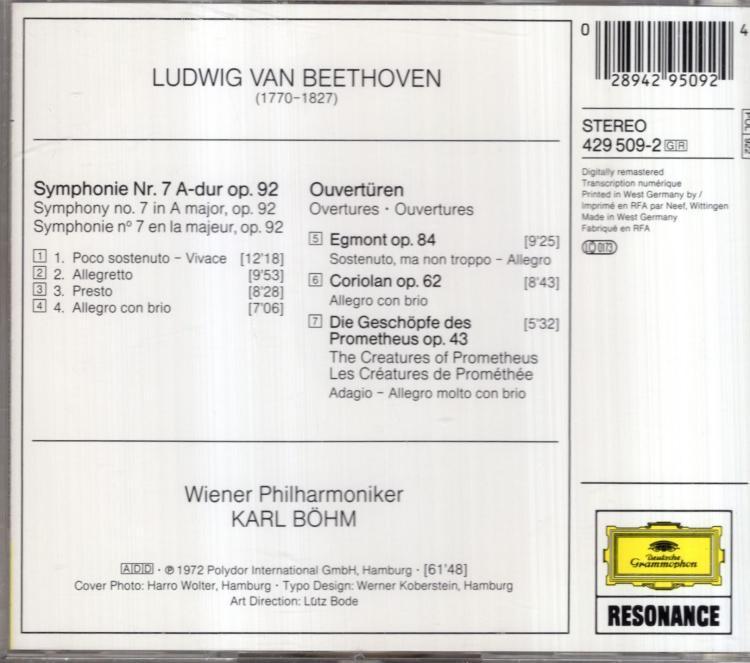 LUDWIG VAN BEETHOVEN
(1770–1827)
Symphonie Nr. 7 A-dur op. 92
Symphony no. 7 in A major, op. 92
Symphonie nº 7 en la majeur, op. 92
1 1. Poco sostenuto – Vivace [12'18]
2 2. Allegretto [9'53]
3 3. Presto [8'28]
4 4. Allegro con brio [7'06]
Ouvertüren
Overtures · Ouvertures
5 Egmont op. 84 [9'25]
Sostenuto, ma non troppo – Allegro
6 Coriolan op. 62 [8'43]
Allegro con brio
7 Die Geschöpfe des [5'32]
Prometheus op. 43
The Creatures of Prometheus
Les Créatures de Prométhée
Adagio – Allegro molto con brio
Wiener Philharmoniker
KARL BÖHM
ADD · ℗ 1972 Polydor International GmbH, Hamburg · [61'48]
Cover Photo: Harro Wolter, Hamburg · Typo Design: Werner Koberstein, Hamburg
Art Direction: Lutz Bode
0 28942 95092 4
STEREO
429 509-2 GR
POL 922
Digitally remastered
Transcription numérique
Printed in West Germany by /
Imprimé en RFA par Neef, Wittingen
Made in West Germany
Fabriqué en RFA
LC 0173
Deutsche
Grammophon
RESONANCE